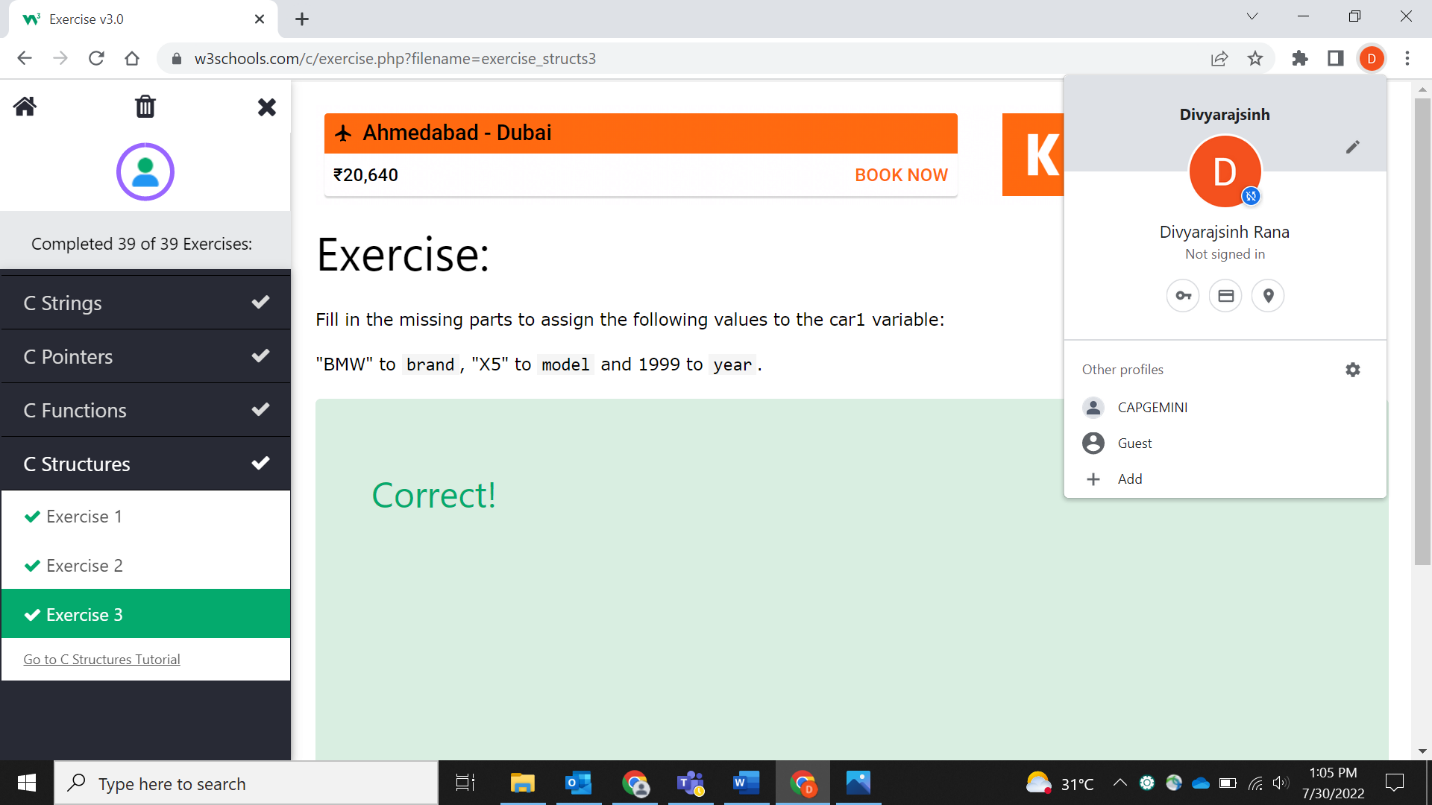 Exercise v3.0
w3schools.com/c/exercise.php?filename=exercise_structs3
D
Completed 39 of 39 Exercises:
C Strings
C Pointers
C Functions
C Structures
Exercise 1
Exercise 2
Exercise 3
Go to C Structures Tutorial
Ahmedabad - Dubai
₹20,640 BOOK NOW
K
Exercise:
Fill in the missing parts to assign the following values to the car1 variable:
"BMW" to brand, "X5" to model and 1999 to year.
Correct!
Divyarajsinh
D
Divyarajsinh Rana
Not signed in
Other profiles
CAPGEMINI
Guest
Add
Type here to search
31°C
1:05 PM
7/30/2022